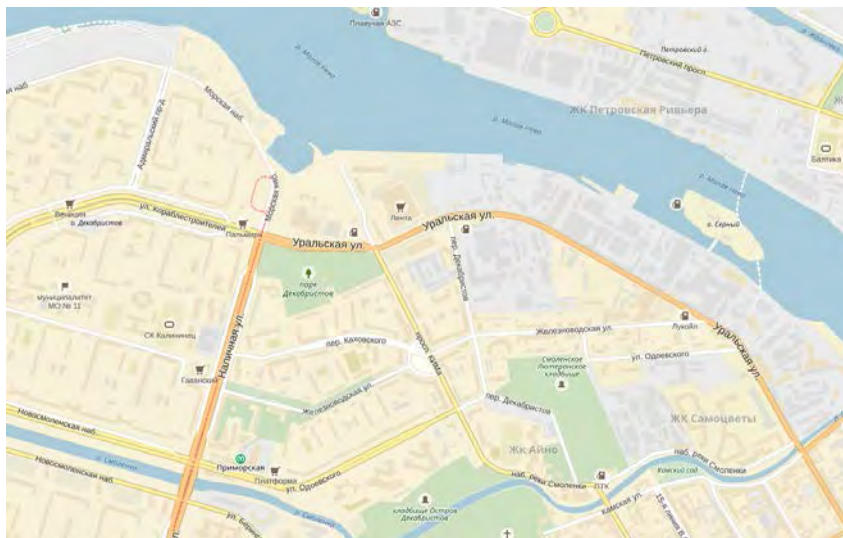 Плавучая АЗС
р. Малая Нева
Петровский о.
Петровский просп.
ЖК Петровская Ривьера
Морская наб.
Адмиралтейский пр-д
р. Малая Нева
Балтика
р. Малая Нева
о. Серный
Морская наб.
Венеция
о. Декабристов
ул. Кораблестроителей
Пальмира
Лента
Уральская ул.
Уральская ул.
пер. Декабристов
парк
Декабристов
муниципалитет
МО № 11
СК Калининец
Наличная ул.
пер. Каховского
просп. КИМа
Железноводская ул.
Лукойл
Уральская ул.
ул. Одоевского
Смоленское
Лютеранское
кладбище
Гаванский
Железноводская ул.
пер. Декабристов
ЖК Самоцветы
Новосмоленская наб.
ЖК Айно
р. Смоленка
Приморская
Платформа
ул. Одоевского
наб. реки Смоленки
ПТК
наб. реки Смоленки
Камский сад
Новосмоленская наб.
кладбище Остров
Декабристов
Камская ул.
15-я линия В.